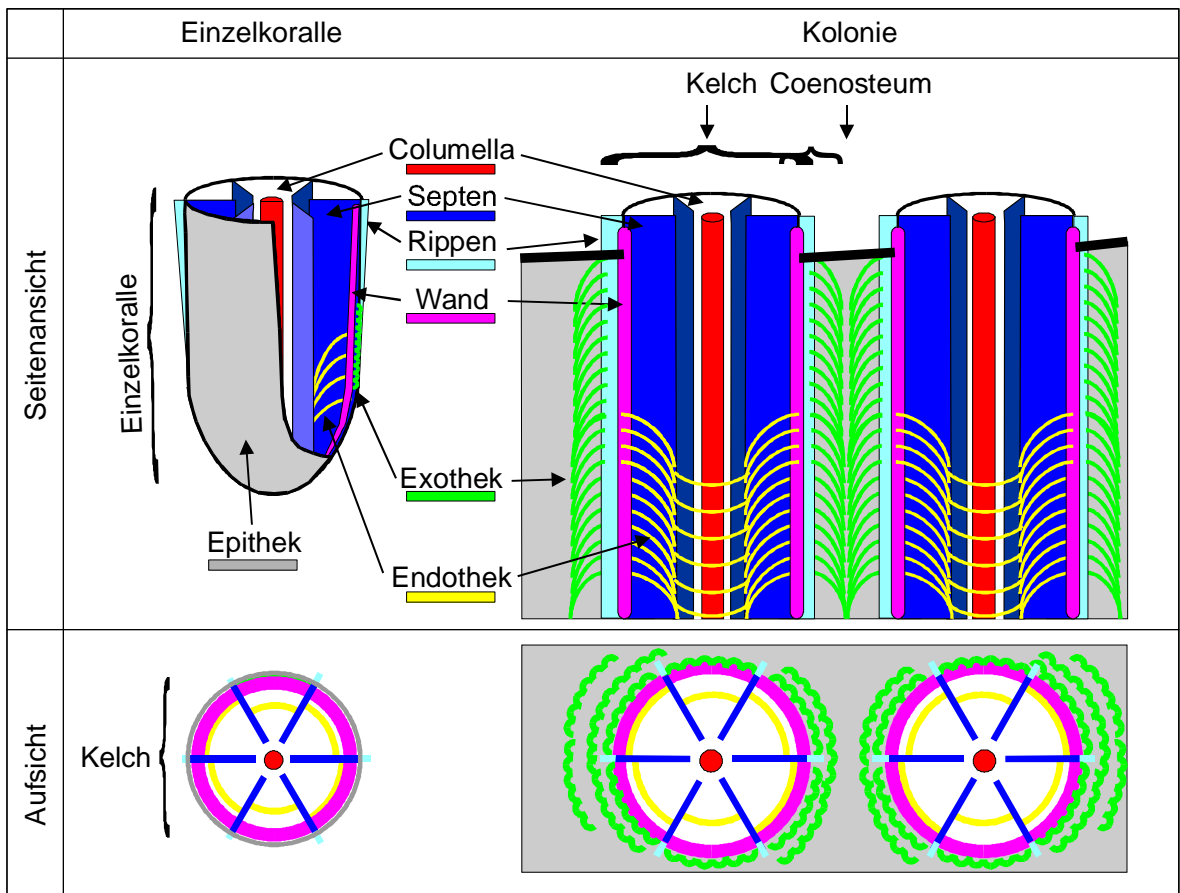 Einzelkoralle
Kolonie
Seitenansicht
Kelch Coenosteum
Columella
Septen
Rippen
Wand
Einzelkoralle
Exothek
Epithek
Endothek
Aufsicht
Kelch